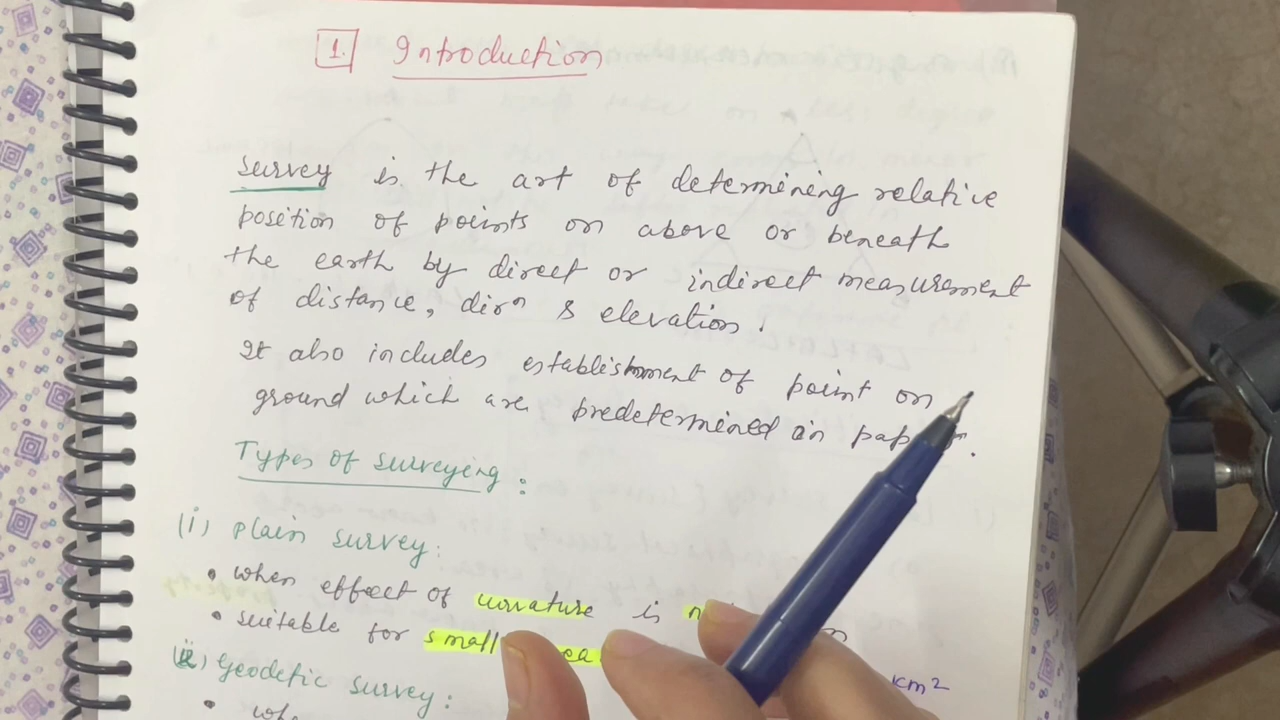 1. Introduction
Survey is the art of determining relative
position of points on above or beneath
the earth by direct or indirect measurement
of distance, dirⁿ & elevation.
It also includes establishment of point on
ground which are predetermined in paper.
Types of surveying :
(i) Plain survey:
• when effect of curvature is
• suitable for small
km²
(ii) Geodetic survey :